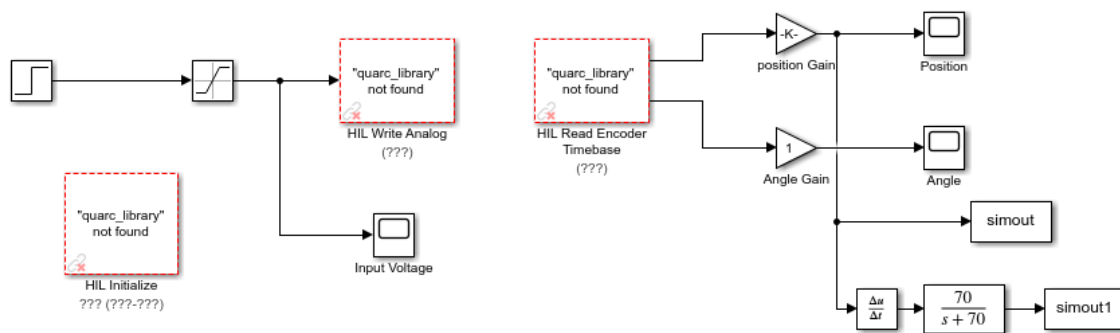 "quarc_library"
not found
HIL Write Analog
(???)
"quarc_library"
not found
HIL Initialize
??? (???-???)
Input Voltage
"quarc_library"
not found
HIL Read Encoder
Timebase
(???)
-K-
position Gain
Position
1
Angle Gain
Angle
simout
Δu
Δt
70
s + 70
simout1